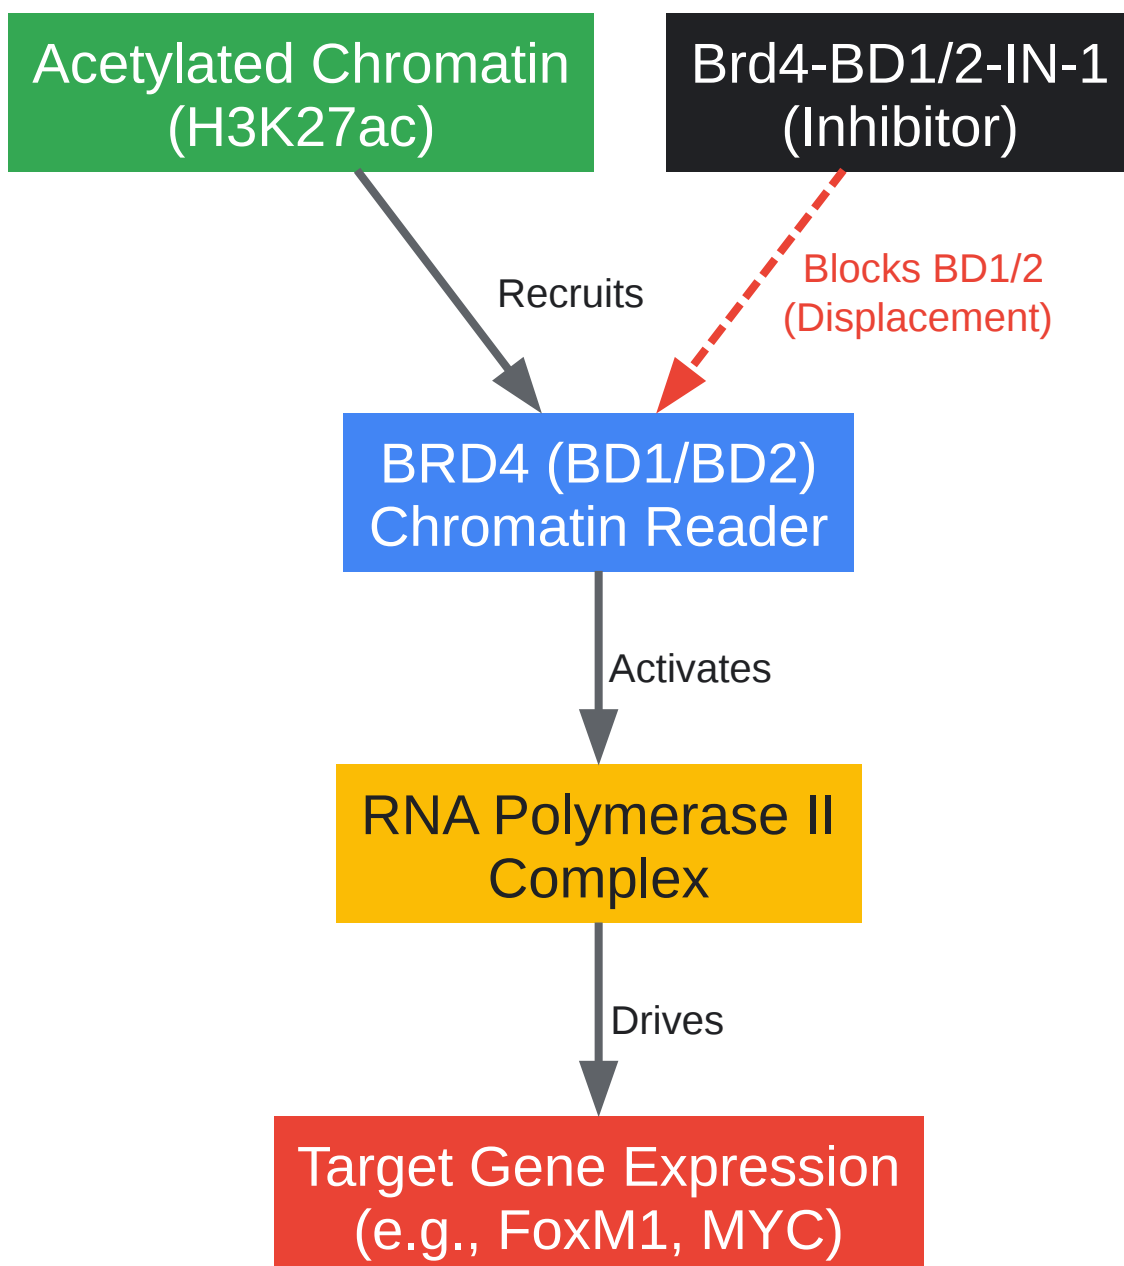 Acetylated Chromatin
(H3K27ac)
Brd4-BD1/2-IN-1
(Inhibitor)
Recruits
Blocks BD1/2
(Displacement)
BRD4 (BD1/BD2)
Chromatin Reader
Activates
RNA Polymerase II
Complex
Drives
Target Gene Expression
(e.g., FoxM1, MYC)